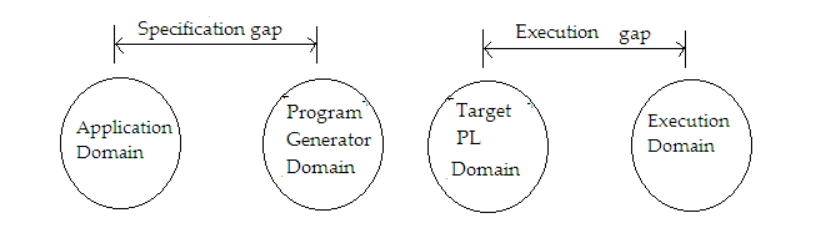 Specification gap
Execution gap
Application
Domain
Program
Generator
Domain
Target
PL
Domain
Execution
Domain